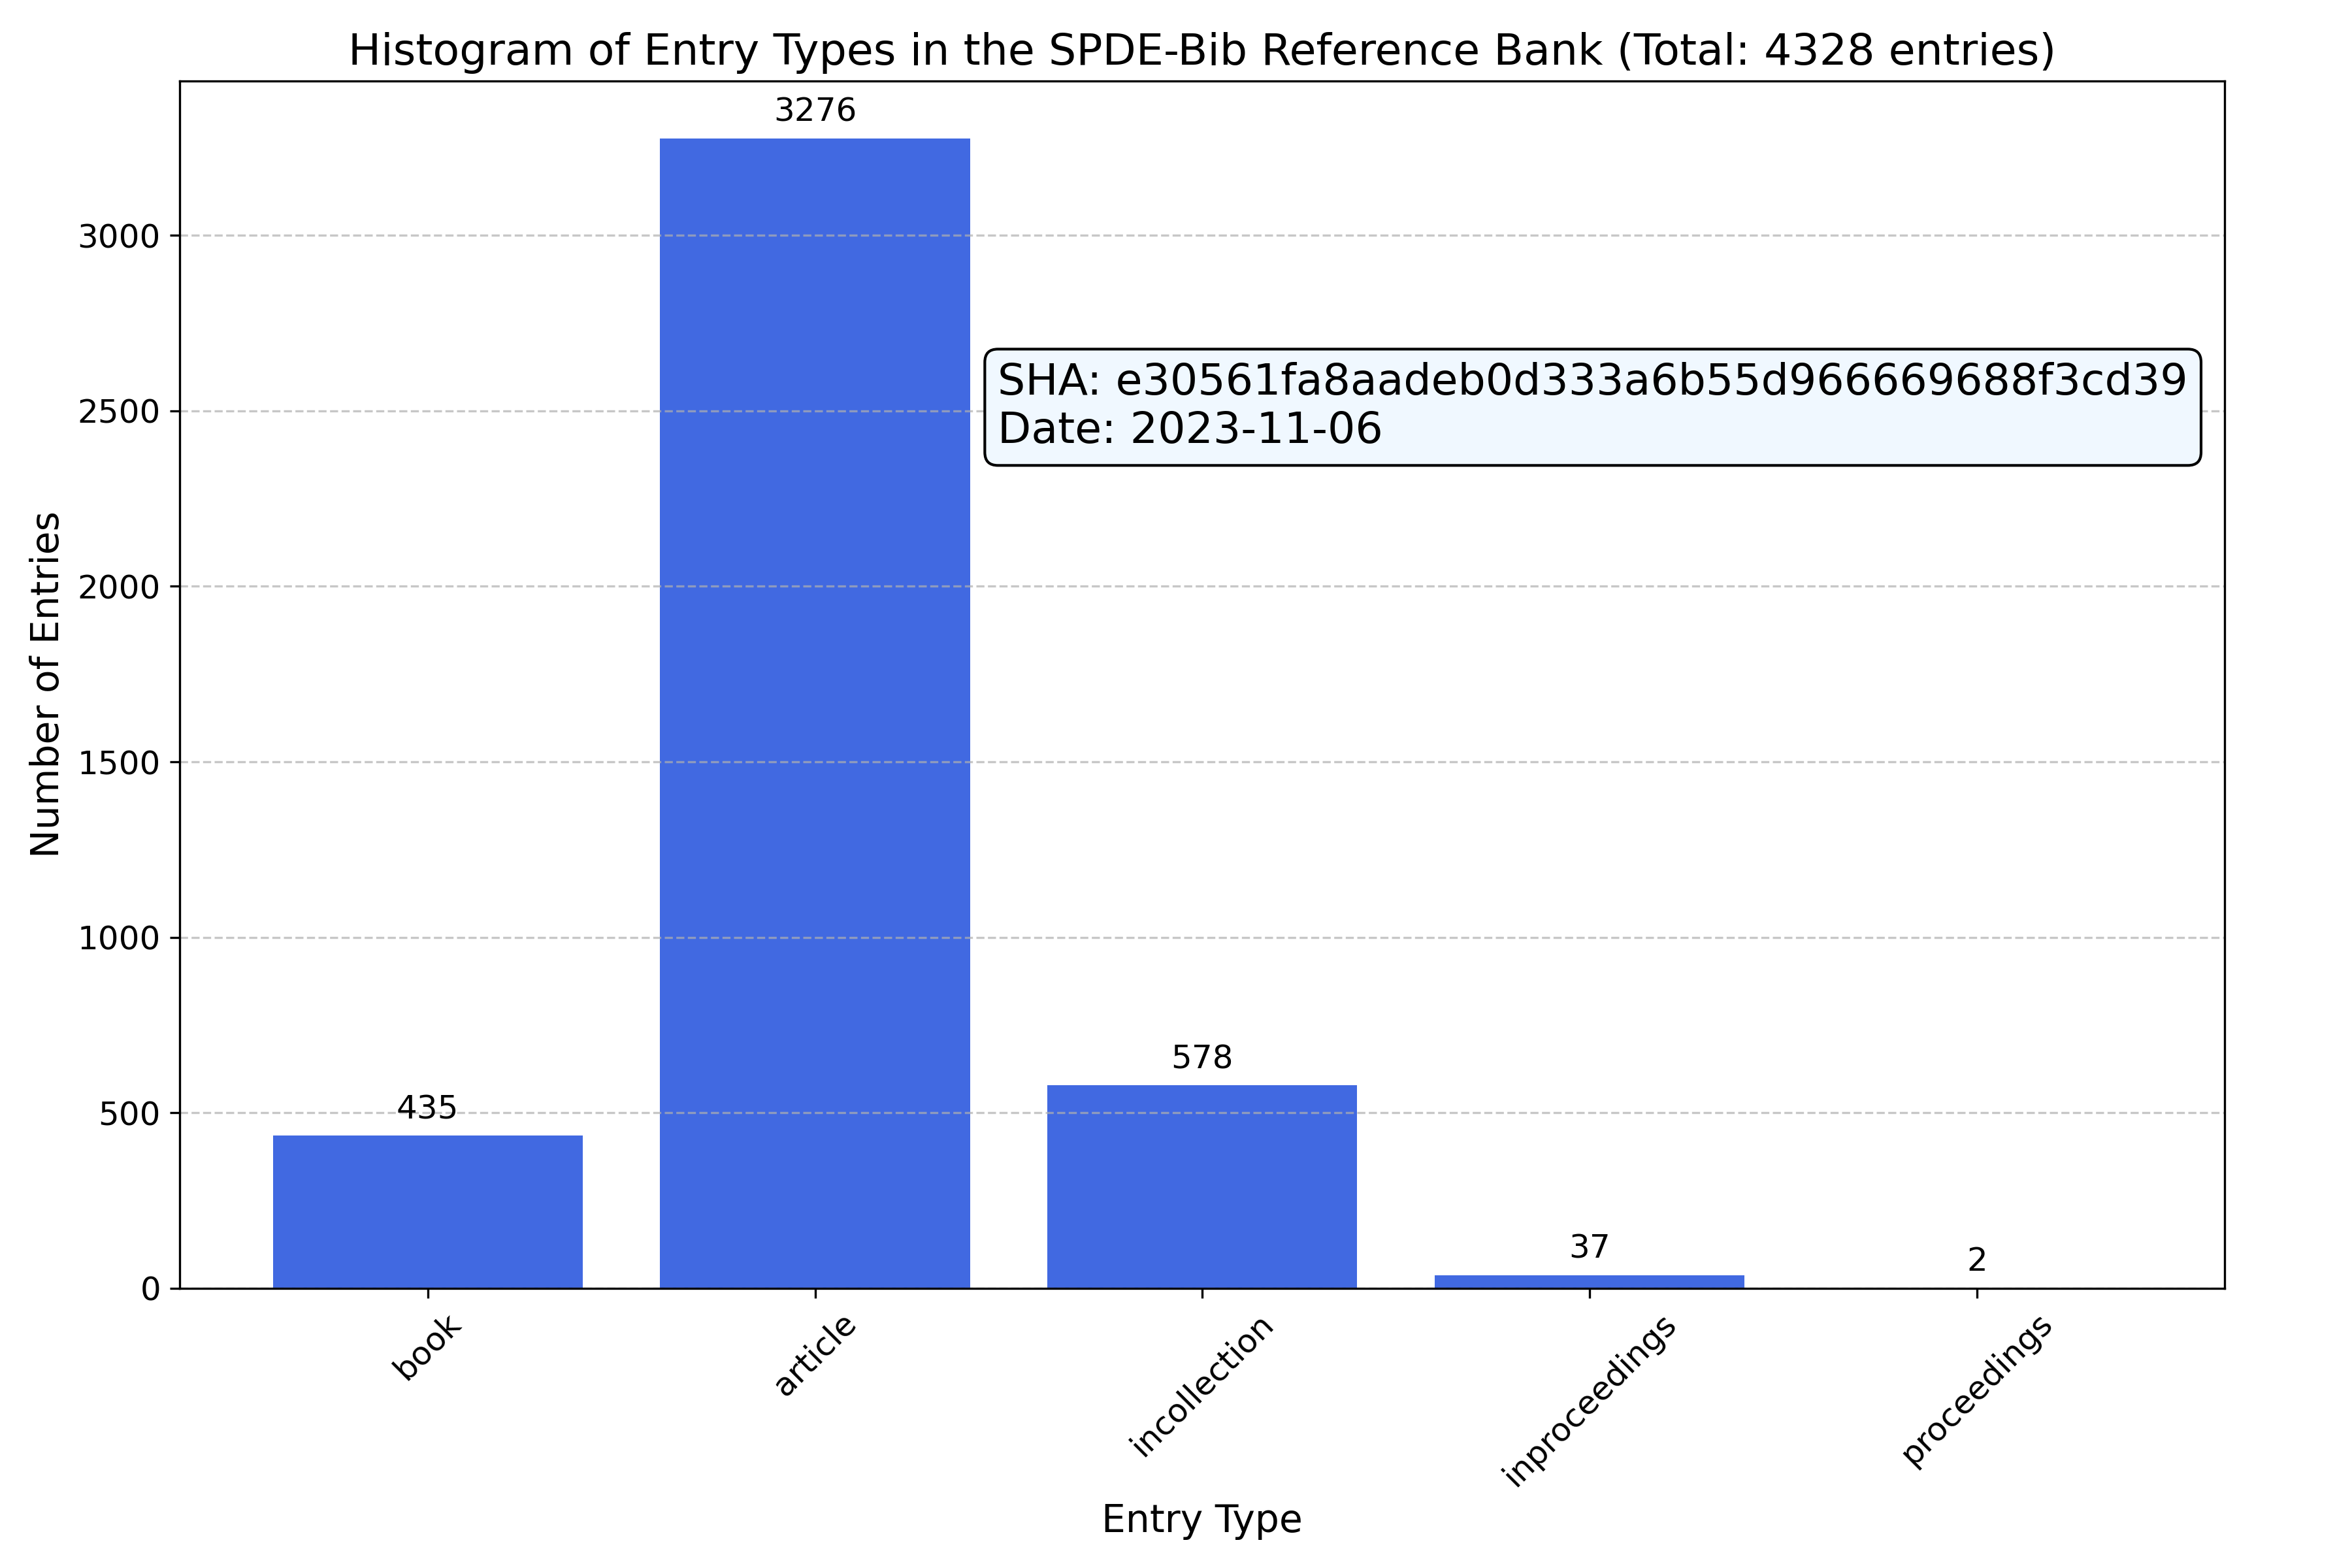 Histogram of Entry Types in the SPDE-Bib Reference Bank (Total: 4328 entries)
3276
3000
SHA: e30561fa8aadeb0d333a6b55d966669688f3cd39
Date: 2023-11-06
2500
2000
Number of Entries
1500
1000
578
435
500
37
2
0
book
article
incollection
inproceedings
proceedings
Entry Type